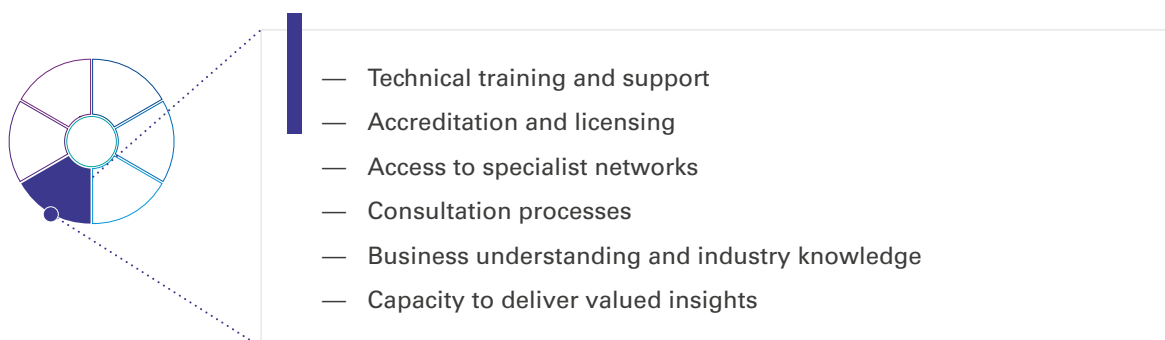 — Technical training and support
— Accreditation and licensing
— Access to specialist networks
— Consultation processes
— Business understanding and industry knowledge
— Capacity to deliver valued insights